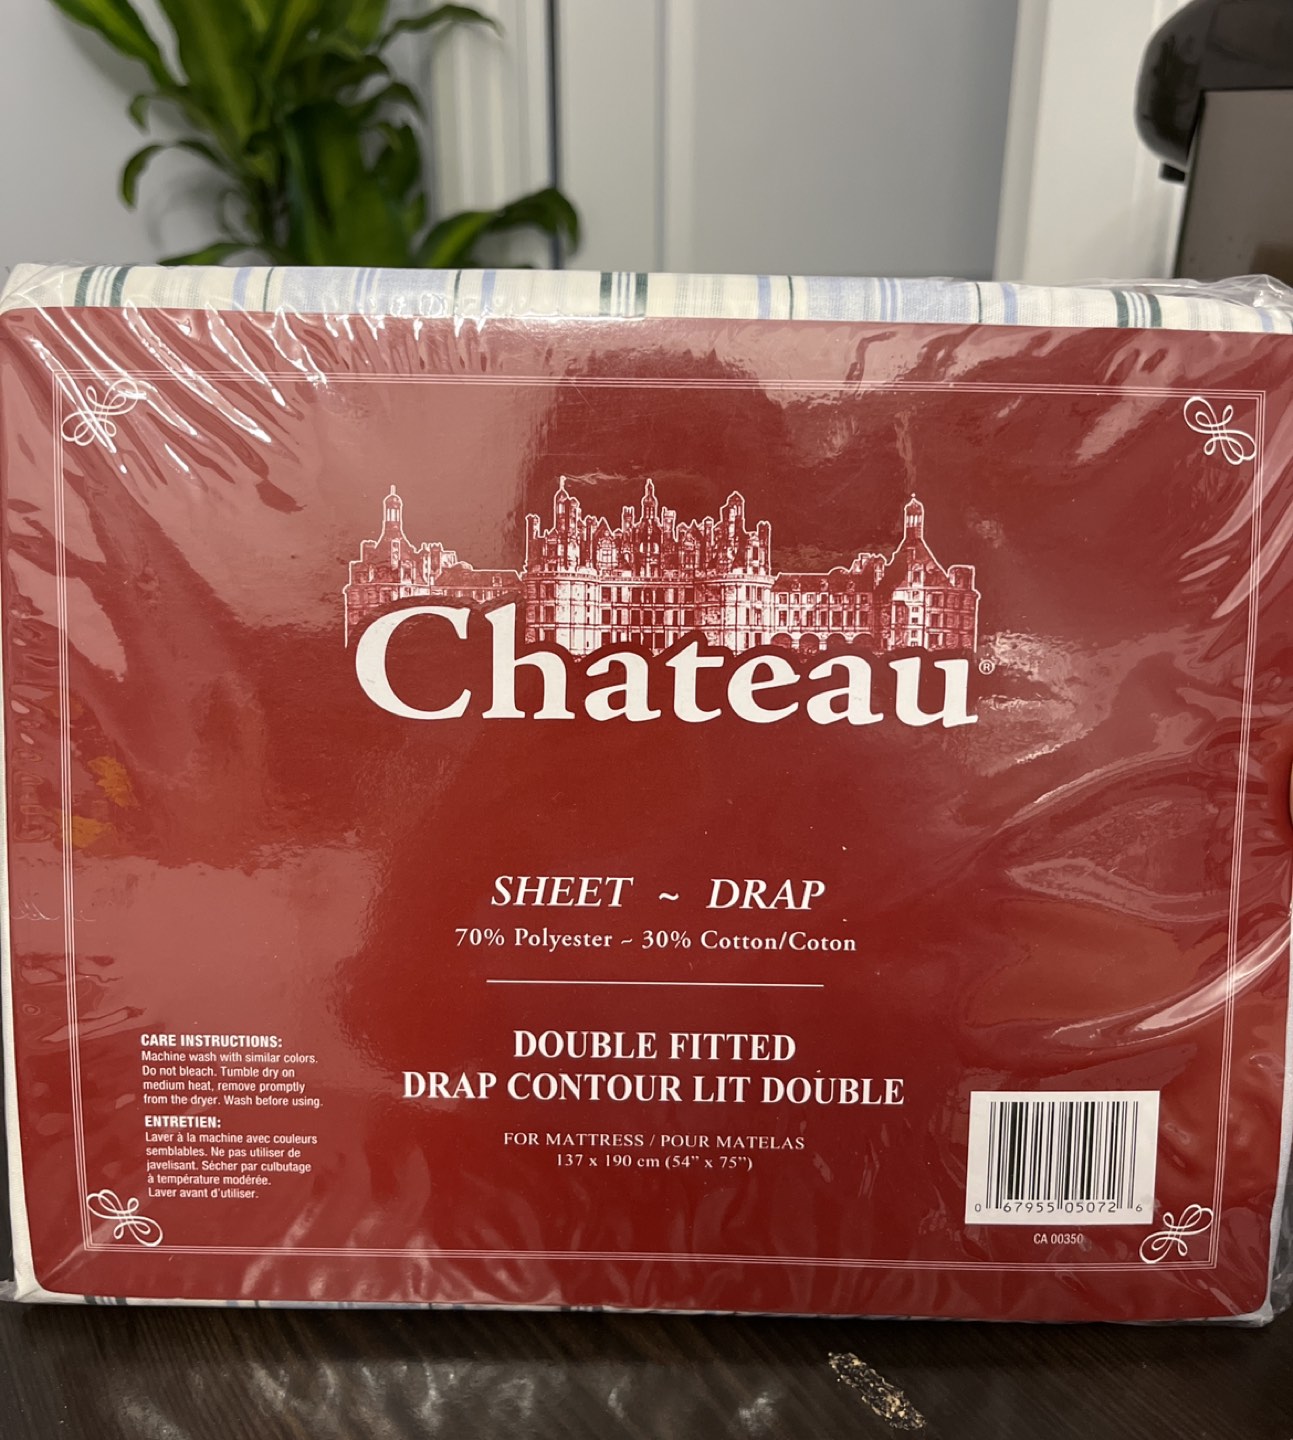 Chateau®
SHEET ~ DRAP
70% Polyester ~ 30% Cotton/Coton
DOUBLE FITTED
DRAP CONTOUR LIT DOUBLE
FOR MATTRESS / POUR MATELAS
137 x 190 cm (54” x 75”)
CARE INSTRUCTIONS:
Machine wash with similar colors.
Do not bleach. Tumble dry on
medium heat, remove promptly
from the dryer. Wash before using.
ENTRETIEN:
Laver à la machine avec couleurs
semblables. Ne pas utiliser de
javelisant. Sécher par culbutage
à température modérée.
Laver avant d'utiliser.
0 67955 05072 6
CA 00350